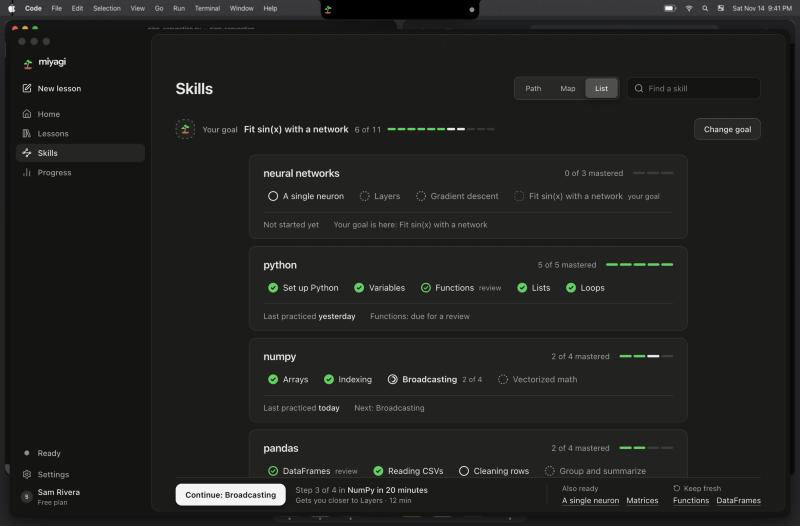 Code File Edit Selection View Go Run Terminal Window Help
Sat Nov 14 9:41 PM
miyagi
New lesson
Home
Lessons
Skills
Progress
Ready
Settings
S
Sam Rivera
Free plan
Skills
Path Map List
Find a skill
Your goal Fit sin(x) with a network 6 of 11
Change goal
neural networks 0 of 3 mastered
A single neuron Layers Gradient descent Fit sin(x) with a network your goal
Not started yet Your goal is here: Fit sin(x) with a network
python 5 of 5 mastered
Set up Python Variables Functions review Lists Loops
Last practiced yesterday Functions: due for a review
numpy 2 of 4 mastered
Arrays Indexing Broadcasting 2 of 4 Vectorized math
Last practiced today Next: Broadcasting
pandas 2 of 4 mastered
DataFrames review Reading CSVs Cleaning rows Group and summarize
Continue: Broadcasting
Step 3 of 4 in NumPy in 20 minutes
Gets you closer to Layers · 12 min
Also ready
A single neuron Matrices
Keep fresh
Functions DataFrames